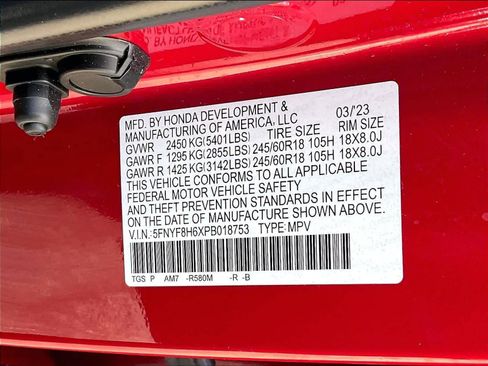 MFD. BY HONDA DEVELOPMENT &
MANUFACTURING OF AMERICA, LLC 03/'23
GVWR 2450 KG(5401LBS) TIRE SIZE RIM SIZE
GAWR F 1295 KG(2855LBS) 245/60R18 105H 18X8.0J
GAWR R 1425 KG(3142LBS) 245/60R18 105H 18X8.0J
THIS VEHICLE CONFORMS TO ALL APPLICABLE
FEDERAL MOTOR VEHICLE SAFETY, BUMPER,
AND THEFT PREVENTION STANDARDS IN EFFECT
ON THE DATE OF MANUFACTURE SHOWN ABOVE.
V.I.N.: 5FNYF8H6XPB018753 TYPE: MPV
TGS P AM7 -R580M -R -B